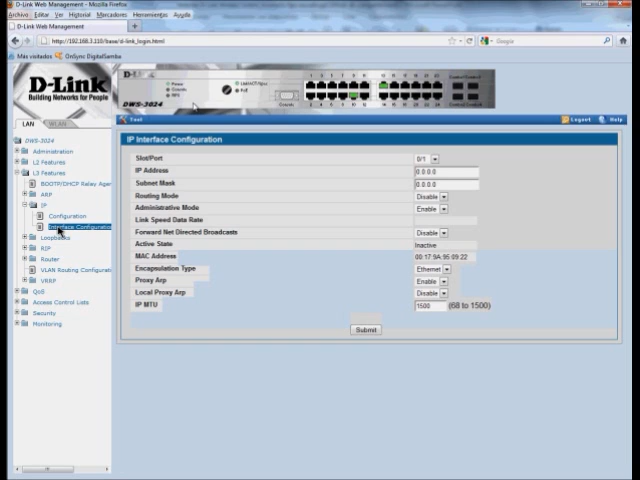 D-Link Web Management - Mozilla Firefox
Archivo Editar Ver Historial Marcadores Herramientas Ayuda
D-Link Web Management
http://192.168.3.110/base/d-link_login.html
Google
Más visitados OnSync DigitalSamba
D-Link
Building Networks for People
DWS-3024
LAN WLAN
Tool
Logout Help
DWS-3024
Administration
L2 Features
L3 Features
BOOTP/DHCP Relay Agen
ARP
IP
Configuration
Interface Configuratio
Loopbacks
RIP
Router
VLAN Routing Configurat
VRRP
QoS
Access Control Lists
Security
Monitoring
IP Interface Configuration
Slot/Port 0/1
IP Address 0.0.0.0
Subnet Mask 0.0.0.0
Routing Mode Disable
Administrative Mode Enable
Link Speed Data Rate
Forward Net Directed Broadcasts Disable
Active State Inactive
MAC Address 00:17:9A:95:09:22
Encapsulation Type Ethernet
Proxy Arp Enable
Local Proxy Arp Disable
IP MTU 1500 (68 to 1500)
Submit